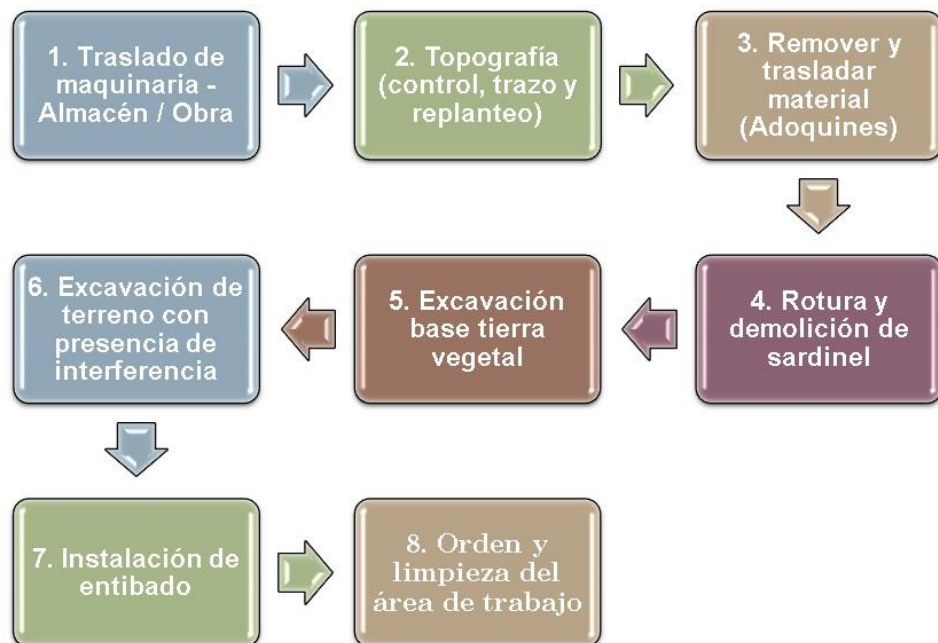 1. Traslado de
maquinaria -
Almacén / Obra
2. Topografía
(control, trazo y
replanteo)
3. Remover y
trasladar
material
(Adoquines)
4. Rotura y
demolición de
sardinel
5. Excavación
base tierra
vegetal
6. Excavación de
terreno con
presencia de
interferencia
7. Instalación de
entibado
8. Orden y
limpieza del
área de trabajo